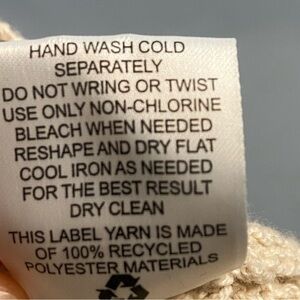 HAND WASH COLD
SEPARATELY
DO NOT WRING OR TWIST
USE ONLY NON-CHLORINE
BLEACH WHEN NEEDED
RESHAPE AND DRY FLAT
COOL IRON AS NEEDED
FOR THE BEST RESULT
DRY CLEAN
THIS LABEL YARN IS MADE
OF 100% RECYCLED
POLYESTER MATERIALS